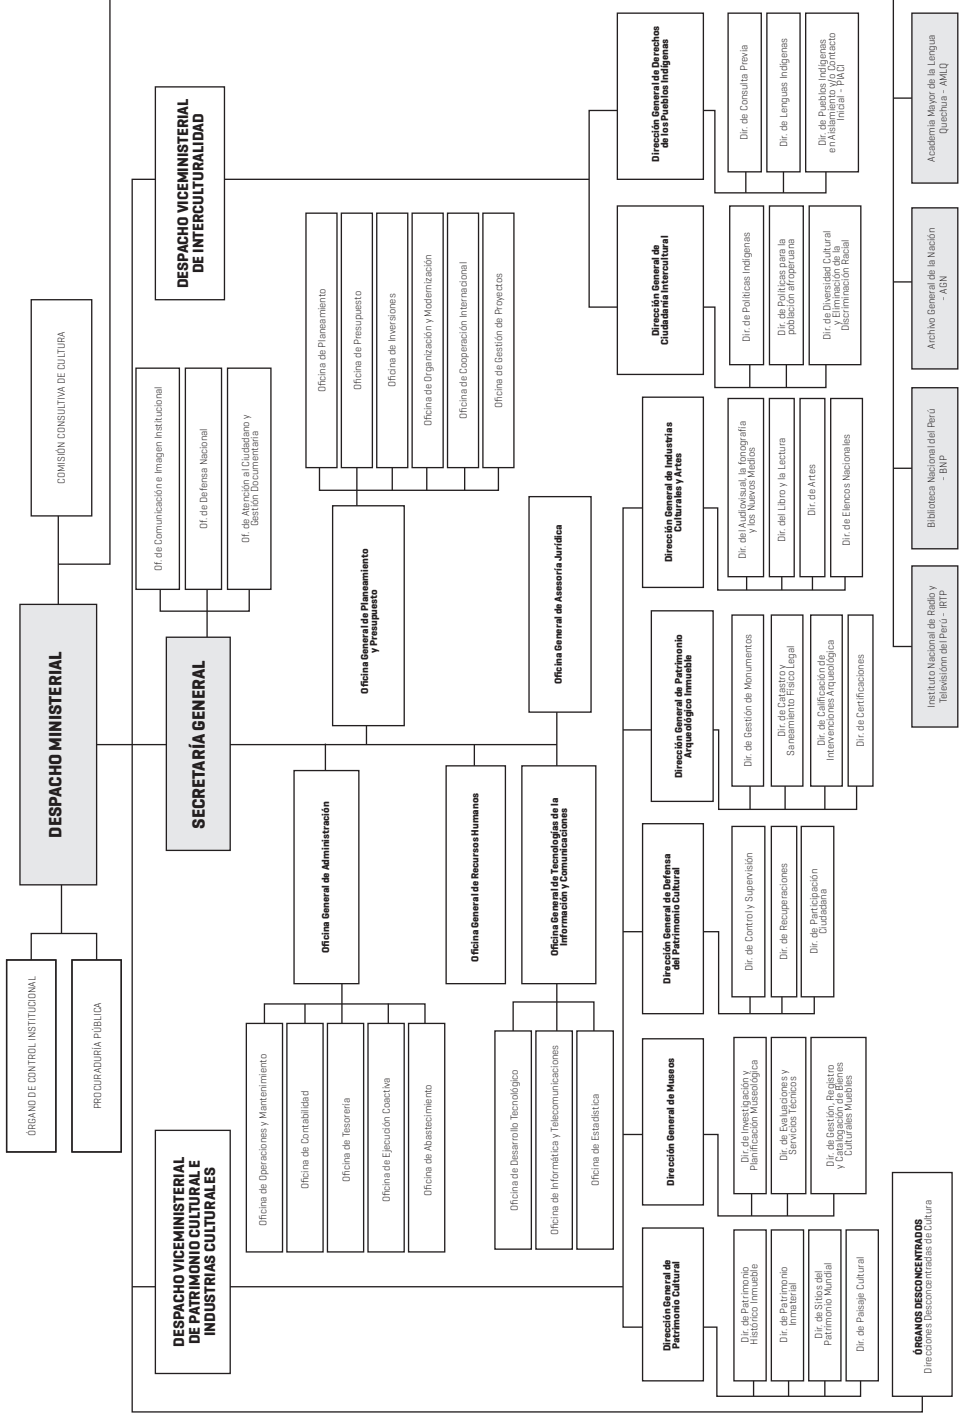 ÓRGANO DE CONTROL INSTITUCIONAL
PROCURADURÍA PÚBLICA
DESPACHO MINISTERIAL
COMISIÓN CONSULTIVA DE CULTURA
SECRETARÍA GENERAL
Of. de Comunicación e Imagen Institucional
Of. de Defensa Nacional
Of. de Atención al Ciudadano y
Gestión Documentaria
DESPACHO VICEMINISTERIAL
DE PATRIMONIO CULTURAL E
INDUSTRIAS CULTURALES
DESPACHO VICEMINISTERIAL
DE INTERCULTURALIDAD
Oficina General de Administración
Oficina de Operaciones y Mantenimiento
Oficina de Contabilidad
Oficina de Tesorería
Oficina de Ejecución Coactiva
Oficina de Abastecimiento
Oficina General de Planeamiento
y Presupuesto
Oficina de Planeamiento
Oficina de Presupuesto
Oficina de Inversiones
Oficina de Organización y Modernización
Oficina de Cooperación Internacional
Oficina de Gestión de Proyectos
Oficina General de Recursos Humanos
Oficina General de Tecnologías de la
Información y Comunicaciones
Oficina de Desarrollo Tecnológico
Oficina de Informática y Telecomunicaciones
Oficina de Estadística
Oficina General de Asesoría Jurídica
Dirección General de
Patrimonio Cultural
Dir. de Patrimonio
Histórico Inmueble
Dir. de Patrimonio
Inmaterial
Dir. de Sitios del
Patrimonio Mundial
Dir. de Paisaje Cultural
Dirección General de Museos
Dir. de Investigación y
Planificación Museológica
Dir. de Evaluaciones y
Servicios Técnicos
Dir. de Gestión, Registro
y Catalogación de Bienes
Culturales Muebles
Dirección General de Defensa
del Patrimonio Cultural
Dir. de Control y Supervisión
Dir. de Recuperaciones
Dir. de Participación
Ciudadana
Dirección General de Patrimonio
Arqueológico Inmueble
Dir. de Gestión de Monumentos
Dir. de Catastro y
Saneamiento Físico Legal
Dir. de Calificación de
Intervenciones Arqueológica
Dir. de Certificaciones
Dirección General de Industrias
Culturales y Artes
Dir. del Audiovisual, la fonografía
y los Nuevos Medios
Dir. del Libro y la Lectura
Dir. de Artes
Dir. de Elencos Nacionales
Dirección General de
Ciudadanía Intercultural
Dir. de Políticas Indígenas
Dir. de Políticas para la
población afroperuana
Dir. de Diversidad Cultural
y Eliminación de la
Discriminación Racial
Dirección General de Derechos
de los Pueblos Indígenas
Dir. de Consulta Previa
Dir. de Lenguas Indígenas
Dir. de Pueblos Indígenas
en Aislamiento y/o Contacto
Inicial - PIACI
ÓRGANOS DESCONCENTRADOS
Direcciones Desconcentradas de Cultura
Instituto Nacional de Radio y
Televisiónn del Perú - IRTP
Biblioteca Nacional del Perú
- BNP
Archivo General de la Nación
- AGN
Academia Mayor de la Lengua
Quechua - AMLQ